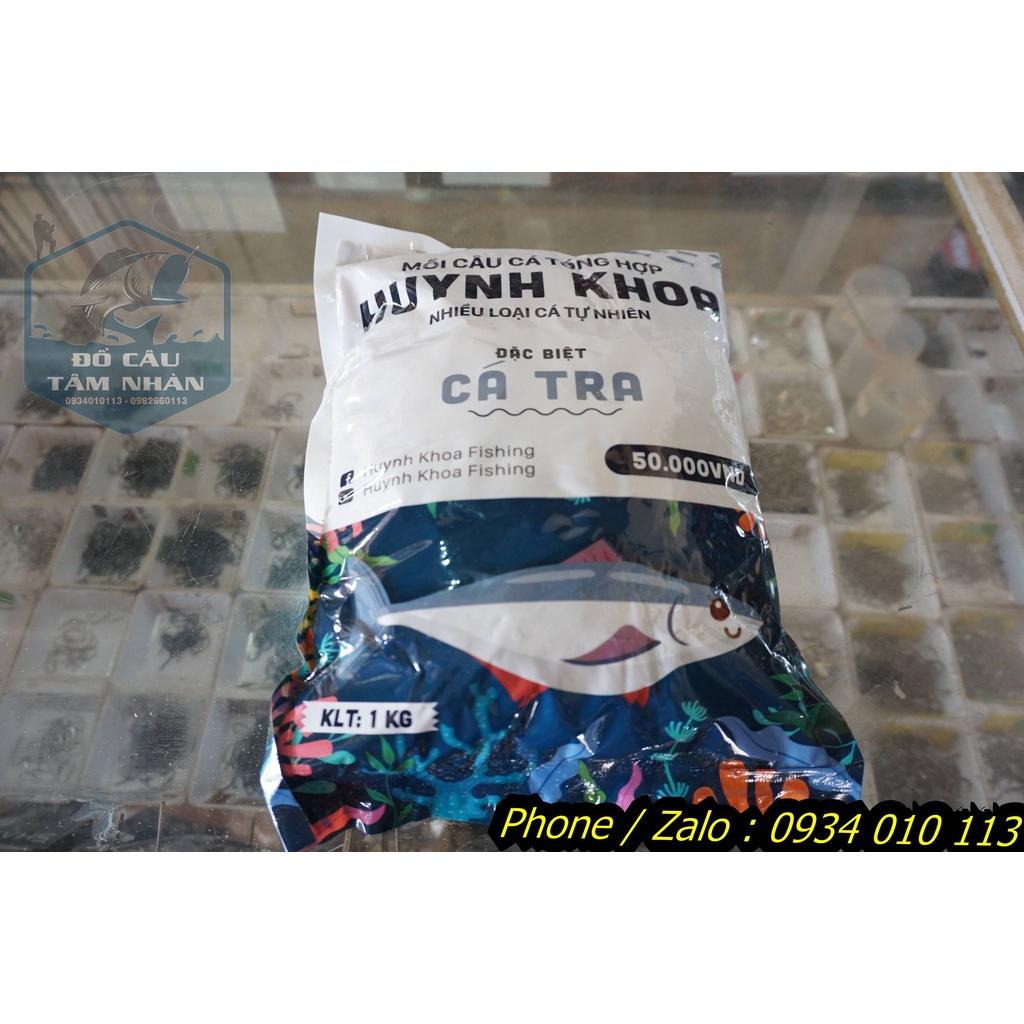 MỒI CÂU CÁ TỔNG HỢP
HUỲNH KHOA
NHIỀU LOẠI CÁ TỰ NHIÊN
ĐẶC BIỆT
CÁ TRA
Huynh Khoa Fishing
Huynh Khoa Fishing
50.000VNĐ
KLT: 1 KG
ĐỒ CÂU
TÂM NHÀN
0934010113 - 0982660113
Phone / Zalo : 0934 010 113